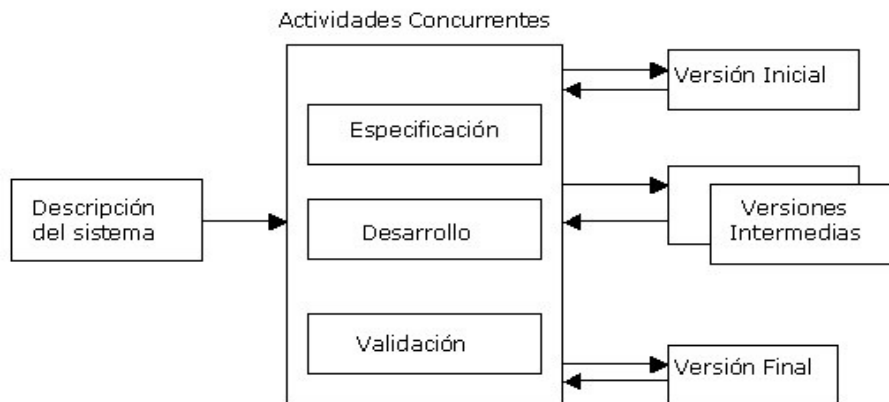 Actividades Concurrentes
Versión Inicial
Especificación
Descripción
del sistema
Desarrollo
Versiones
Intermedias
Validación
Versión Final